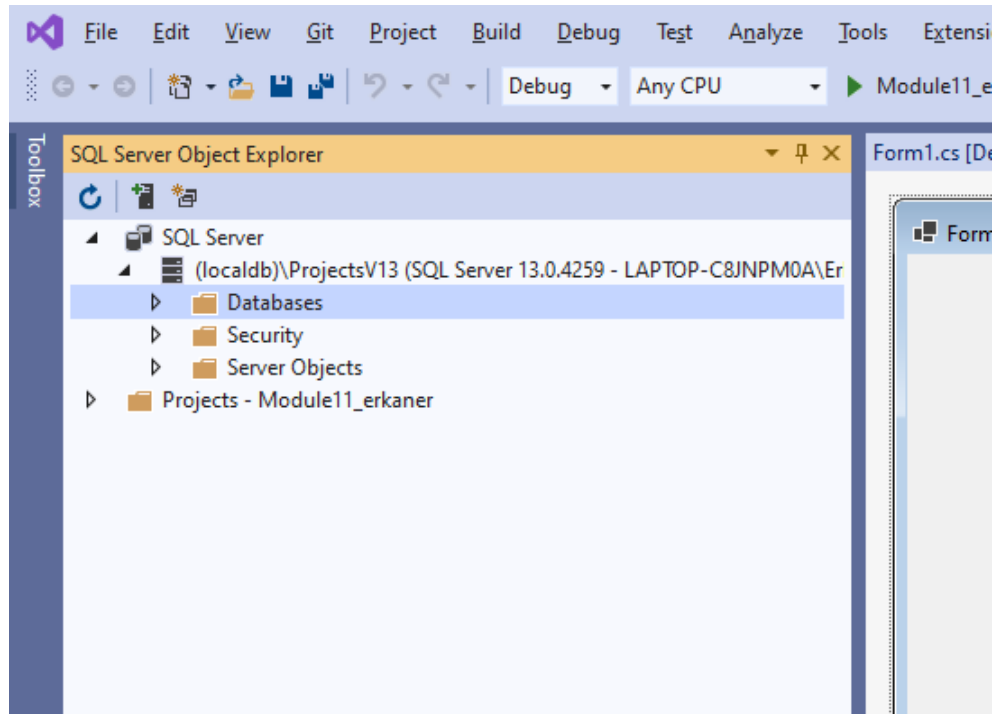 File Edit View Git Project Build Debug Test Analyze Tools Extensi
Debug Any CPU Module11_e
Toolbox
SQL Server Object Explorer
Form1.cs [De
SQL Server
Form
(localdb)\ProjectsV13 (SQL Server 13.0.4259 - LAPTOP-C8JNPM0A\Er
Databases
Security
Server Objects
Projects - Module11_erkaner